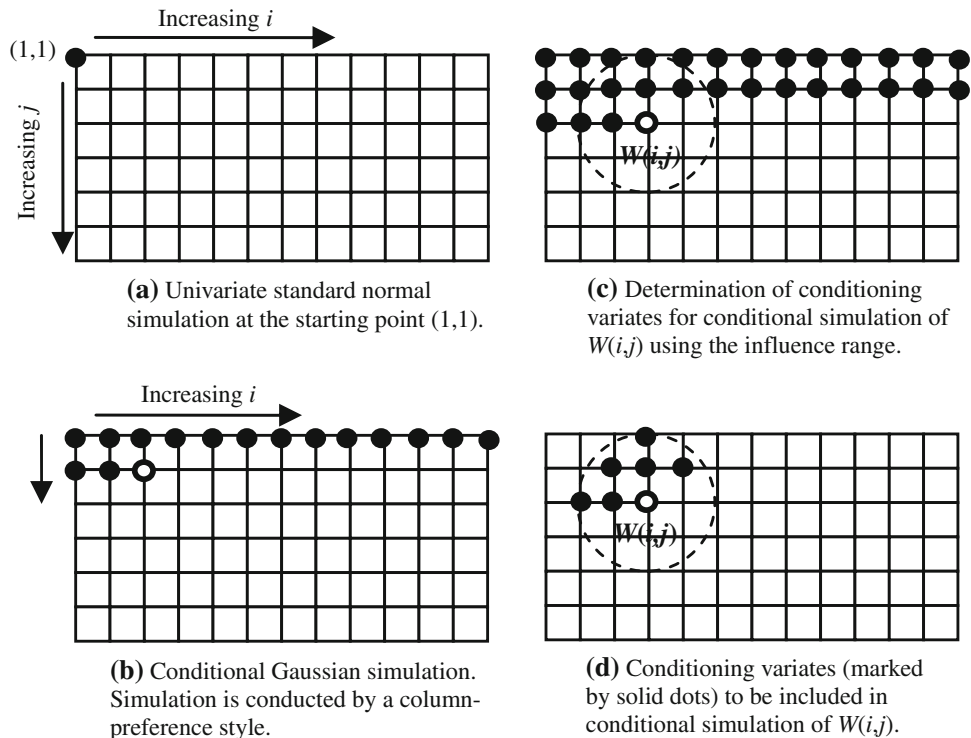 Increasing i
(1,1)
Increasing j
(a) Univariate standard normal
simulation at the starting point (1,1).
W(i,j)
(c) Determination of conditioning
variates for conditional simulation of
W(i,j) using the influence range.
Increasing i
(b) Conditional Gaussian simulation.
Simulation is conducted by a column-
preference style.
W(i,j)
(d) Conditioning variates (marked
by solid dots) to be included in
conditional simulation of W(i,j).